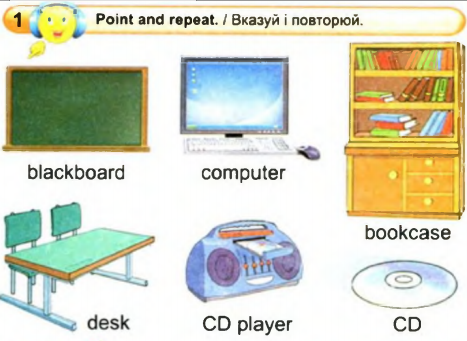 1 Point and repeat. / Вказуй і повторюй.
blackboard
computer
bookcase
desk
CD player
CD